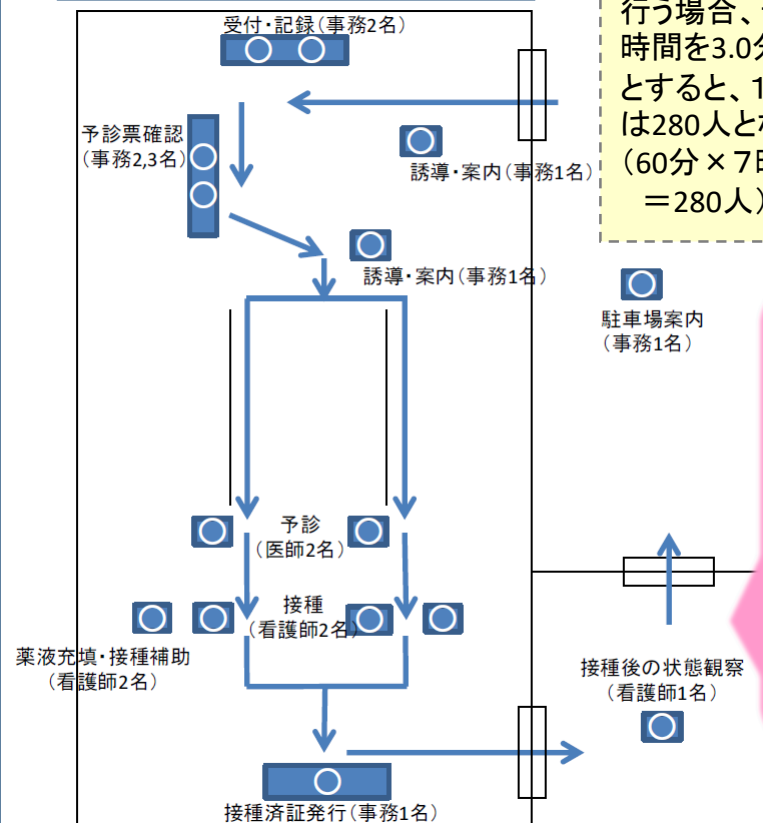 受付・記録（事務2名）
行う場合、
時間を3.0分
とすると、1
は280人と
（60分×7
＝280人）
予診票確認
（事務2,3名）
誘導・案内（事務1名）
誘導・案内（事務1名）
駐車場案内
（事務1名）
予診
（医師2名）
接種
（看護師2名）
薬液充填・接種補助
（看護師2名）
接種後の状態観察
（看護師1名）
接種済証発行（事務1名）